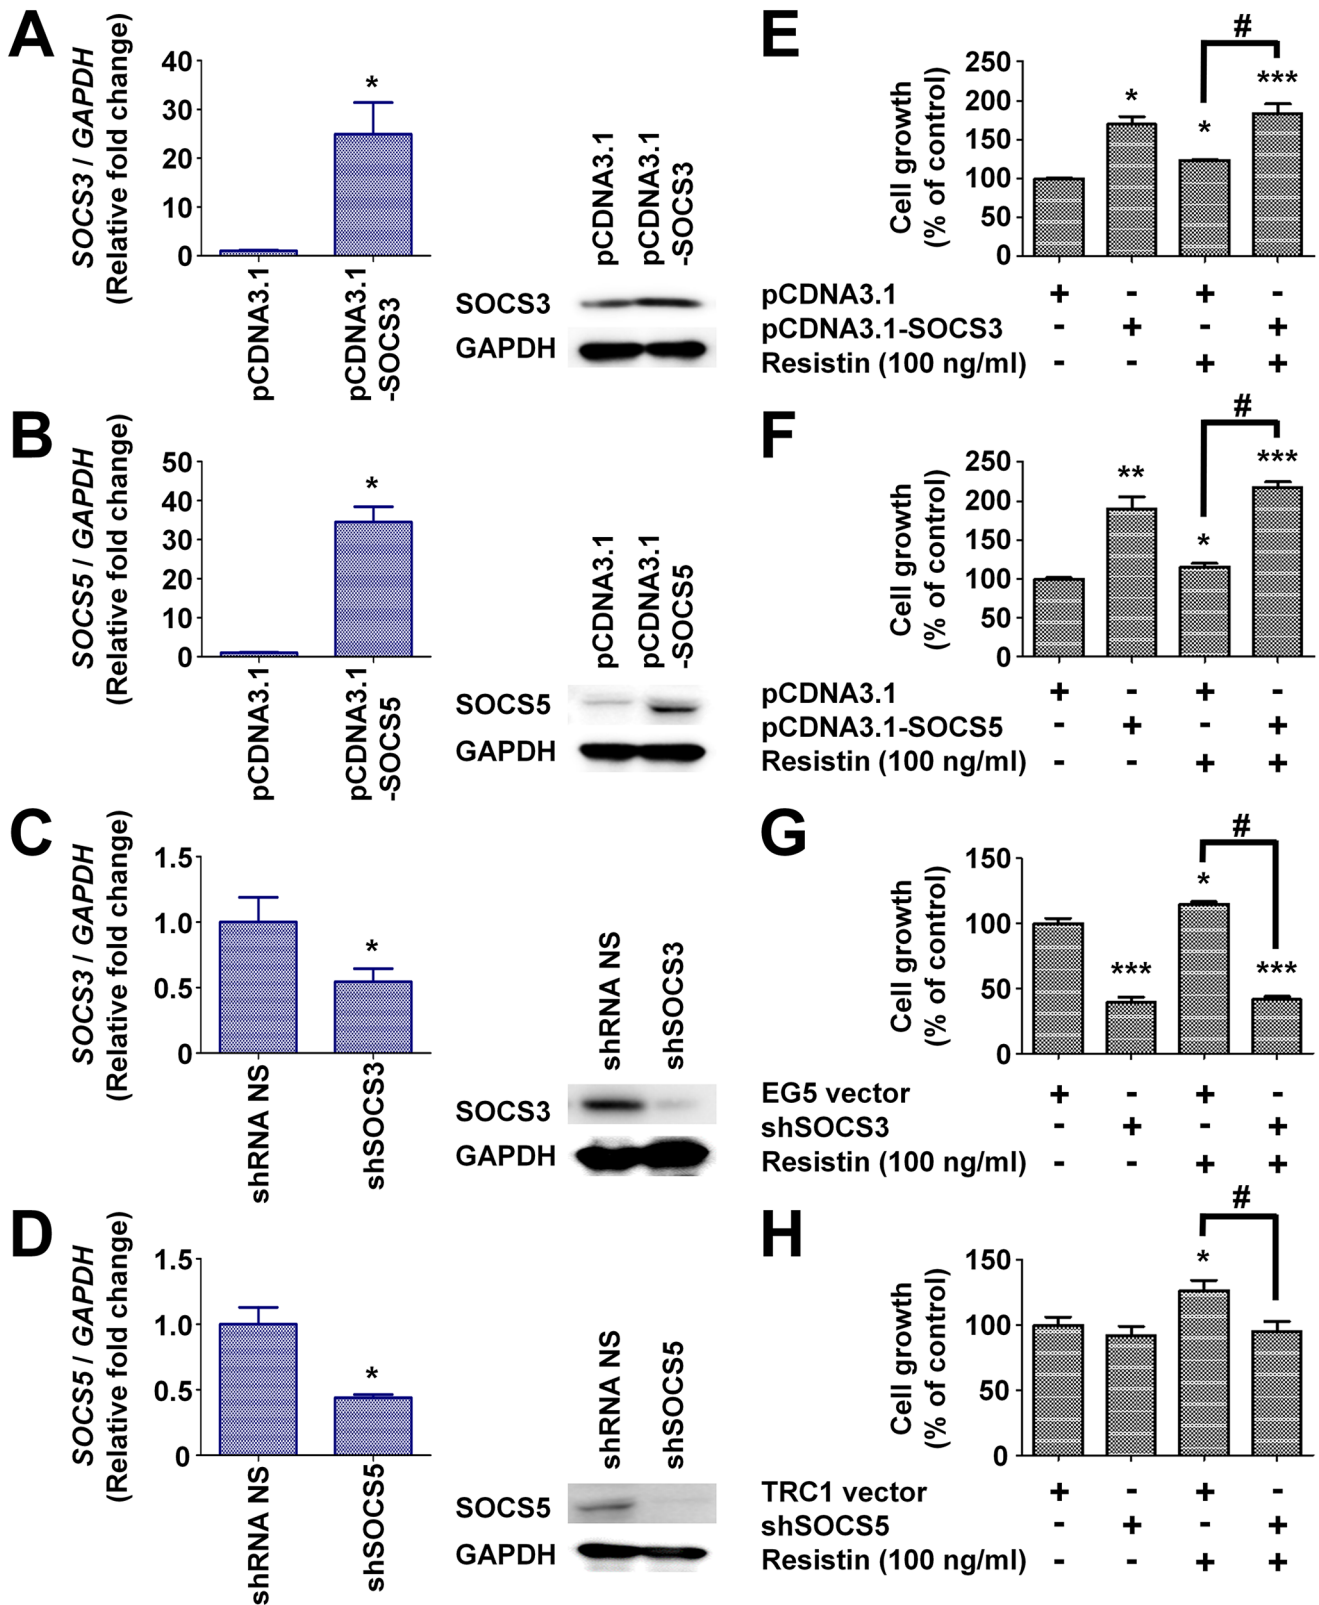 A
SOCS3 / GAPDH
(Relative fold change)
40
30
20
10
0
*
pCDNA3.1
pCDNA3.1
-SOCS3
pCDNA3.1
pCDNA3.1
-SOCS3
SOCS3
GAPDH
E
Cell growth
(% of control)
250
200
150
100
50
0
*
*
***
#
pCDNA3.1 + - + -
pCDNA3.1-SOCS3 - + - +
Resistin (100 ng/ml) - - + +
B
SOCS5 / GAPDH
(Relative fold change)
50
40
30
20
10
0
*
pCDNA3.1
pCDNA3.1
-SOCS5
pCDNA3.1
pCDNA3.1
-SOCS5
SOCS5
GAPDH
F
Cell growth
(% of control)
250
200
150
100
50
0
**
*
***
#
pCDNA3.1 + - + -
pCDNA3.1-SOCS5 - + - +
Resistin (100 ng/ml) - - + +
C
SOCS3 / GAPDH
(Relative fold change)
1.5
1.0
0.5
0
*
shRNA NS
shSOCS3
shRNA NS
shSOCS3
SOCS3
GAPDH
G
Cell growth
(% of control)
150
100
50
0
***
*
***
#
EG5 vector + - + -
shSOCS3 - + - +
Resistin (100 ng/ml) - - + +
D
SOCS5 / GAPDH
(Relative fold change)
1.5
1.0
0.5
0
*
shRNA NS
shSOCS5
shRNA NS
shSOCS5
SOCS5
GAPDH
H
Cell growth
(% of control)
150
100
50
0
*
#
TRC1 vector + - + -
shSOCS5 - + - +
Resistin (100 ng/ml) - - + +